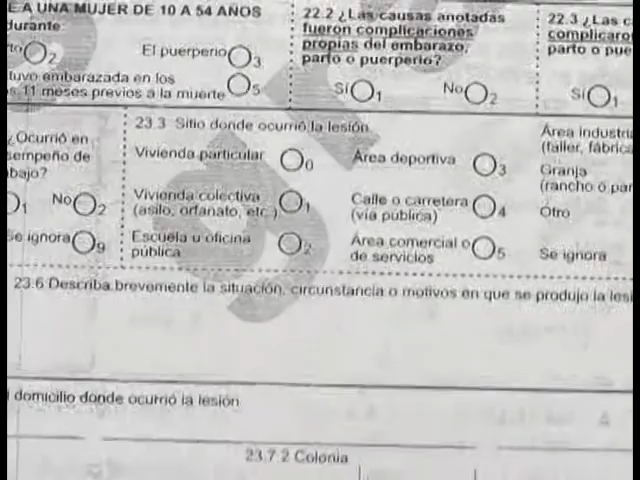 E A UNA MUJER DE 10 A 54 AÑOS
durante:
to 2
El puerperio 3
tuvo embarazada en los
s 11 meses previos a la muerte 5
22.2 ¿Las causas anotadas
fueron complicaciones
propias del embarazo,
parto o puerperio?
Sí 1 No 2
22.3 ¿Las c
complicaro
parto o pue
Sí 1
¿Ocurrió en
sempeño de
bajo?
1 No 2
Se ignora 9
23.3 Sitio donde ocurrió la lesión
Vivienda particular 0
Vivienda colectiva
(asilo, orfanato, etc.) 1
Escuela u oficina
pública 2
Área deportiva 3
Calle o carretera
(vía pública) 4
Área comercial o
de servicios 5
Área industri
(taller, fábrica
Granja
(rancho o par
Otro
Se ignora
23.6 Describa brevemente la situación, circunstancia o motivos en que se produjo la lesi
domicilio donde ocurrió la lesión
23.7.2 Colonia